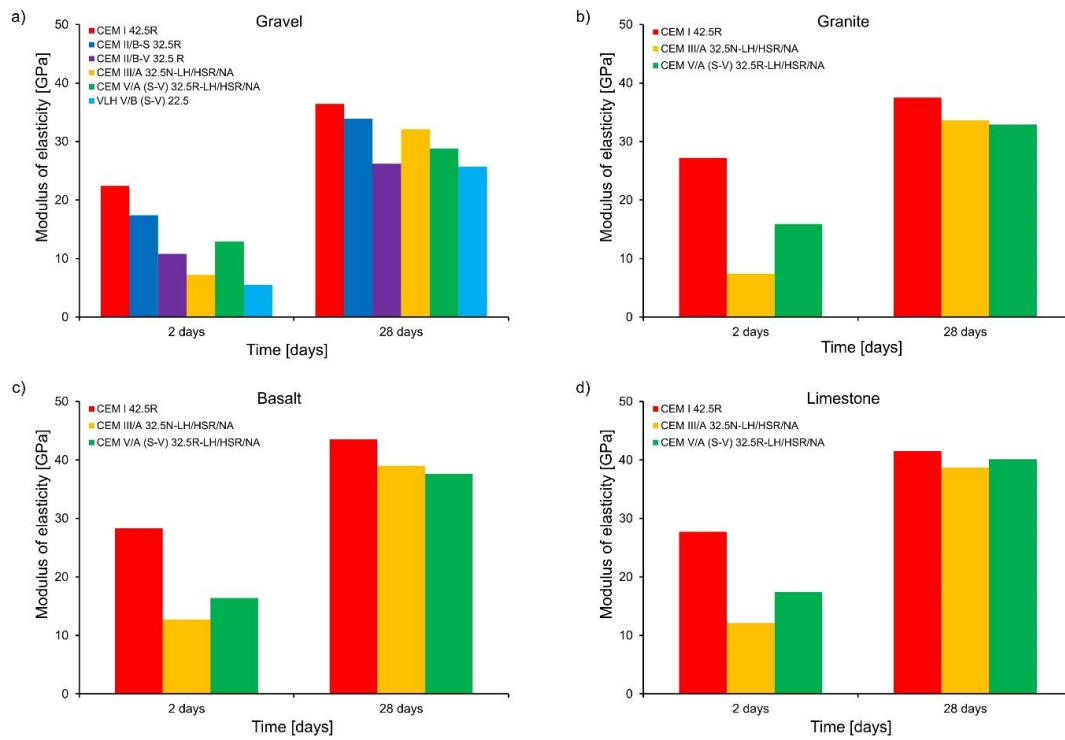 a)
Gravel
CEM I 42.5R
CEM II/B-S 32.5R
CEM II/B-V 32.5 R
CEM III/A 32.5N-LH/HSR/NA
CEM V/A (S-V) 32.5R-LH/HSR/NA
VLH V/B (S-V) 22.5
Modulus of elasticity [GPa]
50
40
30
20
10
0
2 days
28 days
Time [days]
b)
Granite
CEM I 42.5R
CEM III/A 32.5N-LH/HSR/NA
CEM V/A (S-V) 32.5R-LH/HSR/NA
Modulus of elasticity [GPa]
50
40
30
20
10
0
2 days
28 days
Time [days]
c)
Basalt
CEM I 42.5R
CEM III/A 32.5N-LH/HSR/NA
CEM V/A (S-V) 32.5R-LH/HSR/NA
Modulus of elasticity [GPa]
50
40
30
20
10
0
2 days
28 days
Time [days]
d)
Limestone
CEM I 42.5R
CEM III/A 32.5N-LH/HSR/NA
CEM V/A (S-V) 32.5R-LH/HSR/NA
Modulus of elasticity [GPa]
50
40
30
20
10
0
2 days
28 days
Time [days]